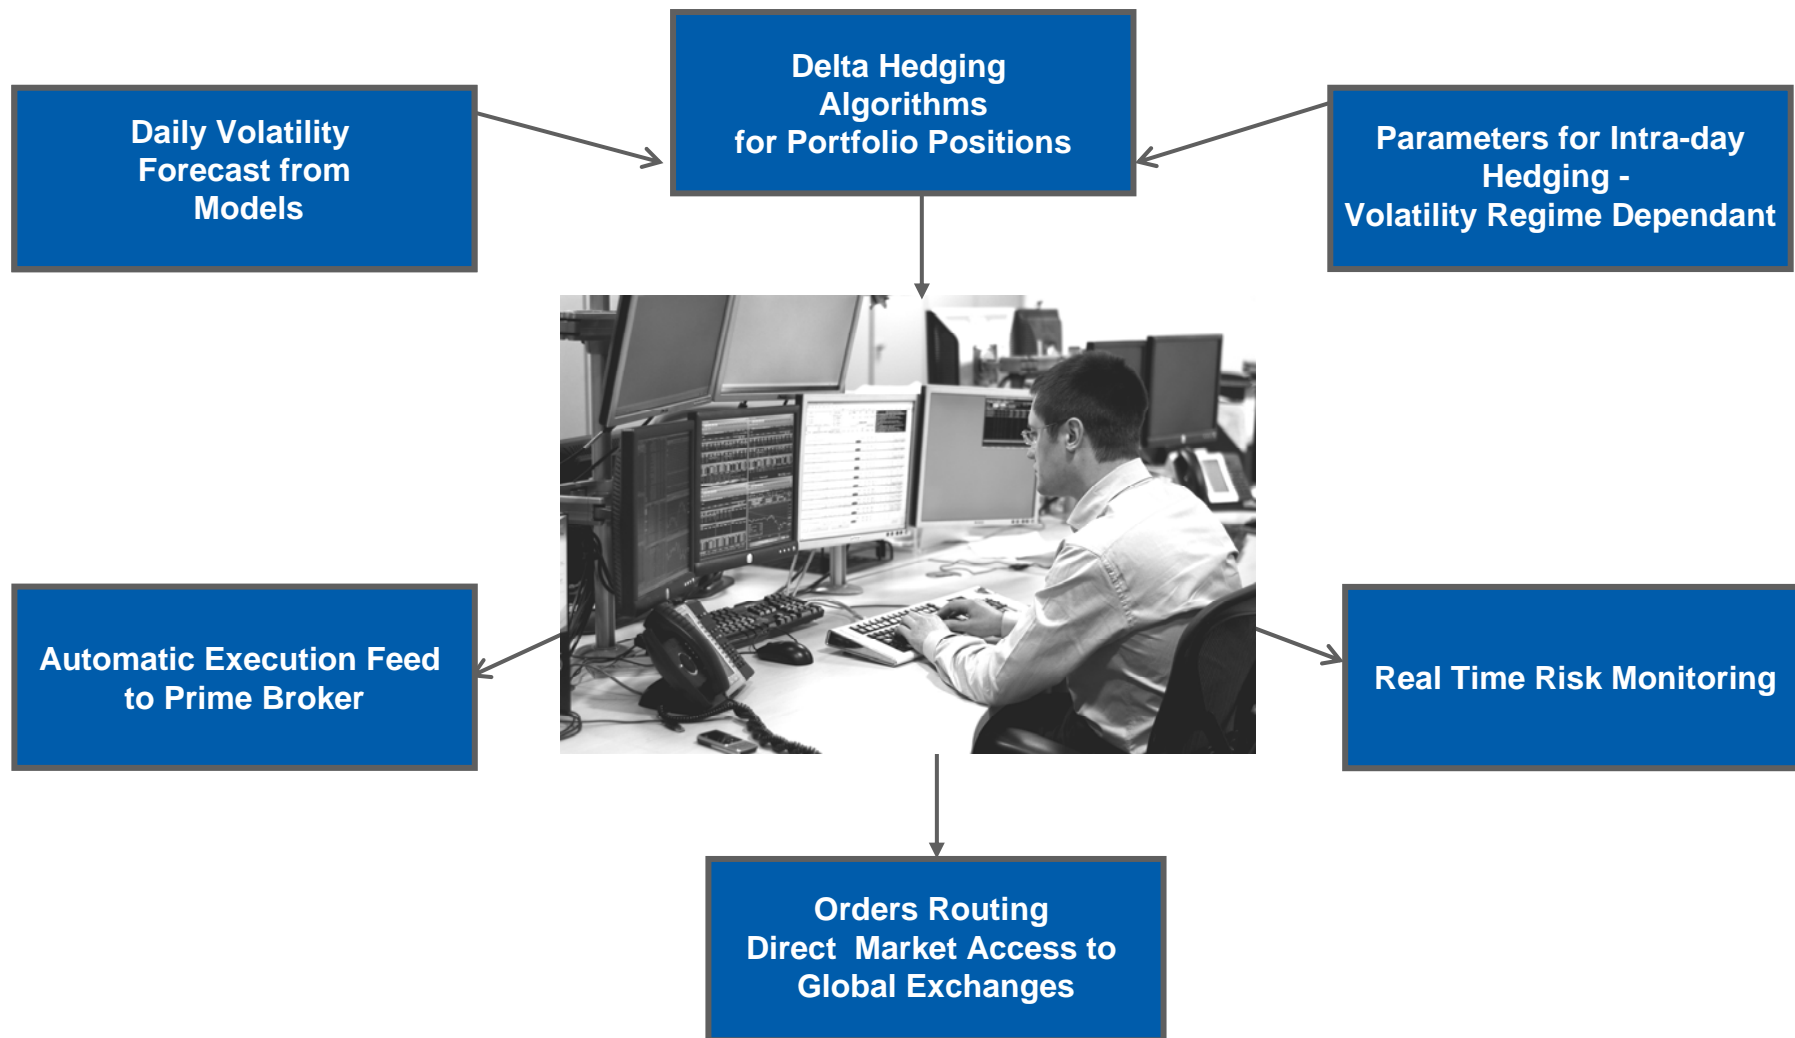 Delta Hedging
Algorithms
for Portfolio Positions
Daily Volatility
Forecast from
Models
Parameters for Intra-day
Hedging -
Volatility Regime Dependant
Automatic Execution Feed
to Prime Broker
Real Time Risk Monitoring
Orders Routing
Direct  Market Access to
Global Exchanges